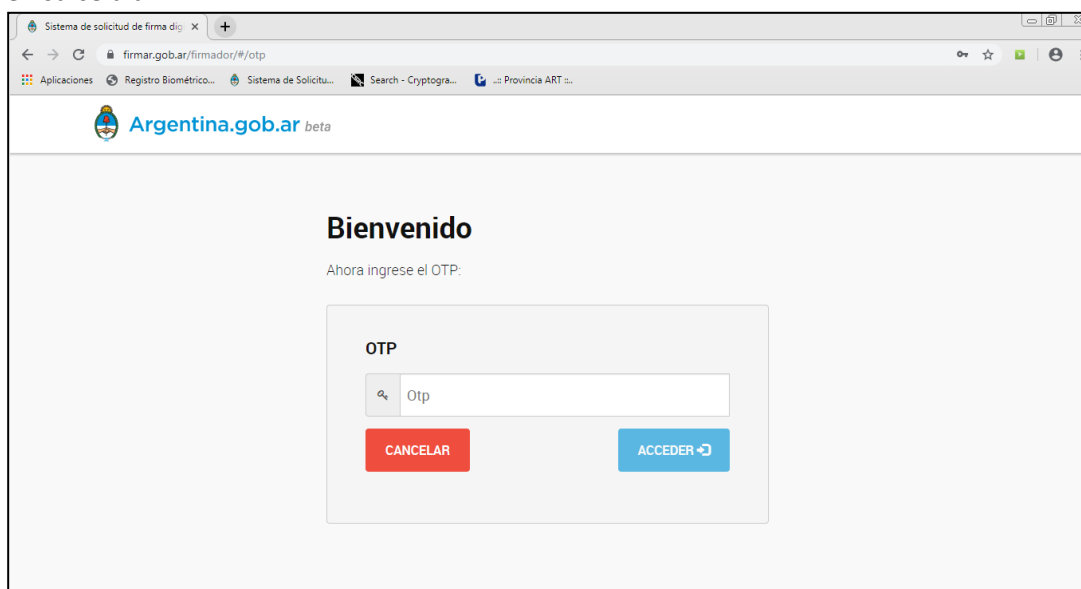 Sistema de solicitud de firma dig
firmar.gob.ar/firmador/#/otp
Aplicaciones Registro Biométrico... Sistema de Solicitu... Search - Cryptogra... ..:: Provincia ART ::..
Argentina.gob.ar beta
Bienvenido
Ahora ingrese el OTP:
OTP
Otp
CANCELAR ACCEDER